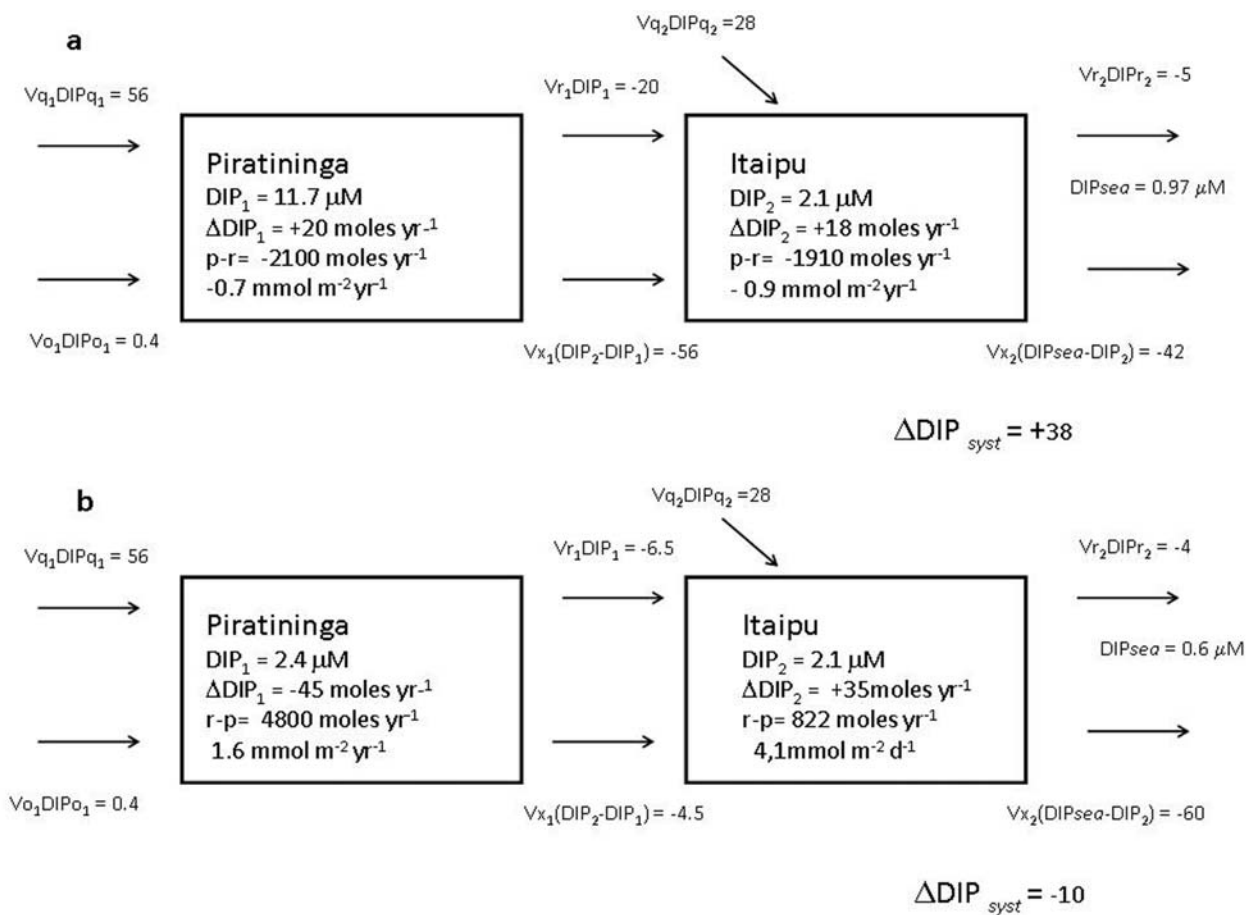 a
Vq₂DIPq₂ =28
Vq₁DIPq₁ = 56
Vr₁DIP₁ = -20
Vr₂DIPr₂ = -5
Piratininga
DIP₁ = 11.7 µM
ΔDIP₁ = +20 moles yr-¹
p-r= -2100 moles yr⁻¹
-0.7 mmol m⁻²yr⁻¹
Itaipu
DIP₂ = 2.1 µM
ΔDIP₂ = +18 moles yr⁻¹
p-r= -1910 moles yr⁻¹
- 0.9 mmol m⁻²yr⁻¹
DIPsea = 0.97 µM
Vo₁DIPo₁ = 0.4
Vx₁(DIP₂-DIP₁) = -56
Vx₂(DIPsea-DIP₂) = -42
ΔDIP syst = +38
b
Vq₂DIPq₂ =28
Vq₁DIPq₁ = 56
Vr₁DIP₁ = -6.5
Vr₂DIPr₂ = -4
Piratininga
DIP₁ = 2.4 µM
ΔDIP₁ = -45 moles yr-¹
r-p= 4800 moles yr⁻¹
1.6 mmol m⁻² yr⁻¹
Itaipu
DIP₂ = 2.1 µM
ΔDIP₂ = +35moles yr⁻¹
r-p= 822 moles yr⁻¹
4,1mmol m⁻² d⁻¹
DIPsea = 0.6 µM
Vo₁DIPo₁ = 0.4
Vx₁(DIP₂-DIP₁) = -4.5
Vx₂(DIPsea-DIP₂) = -60
ΔDIP syst = -10